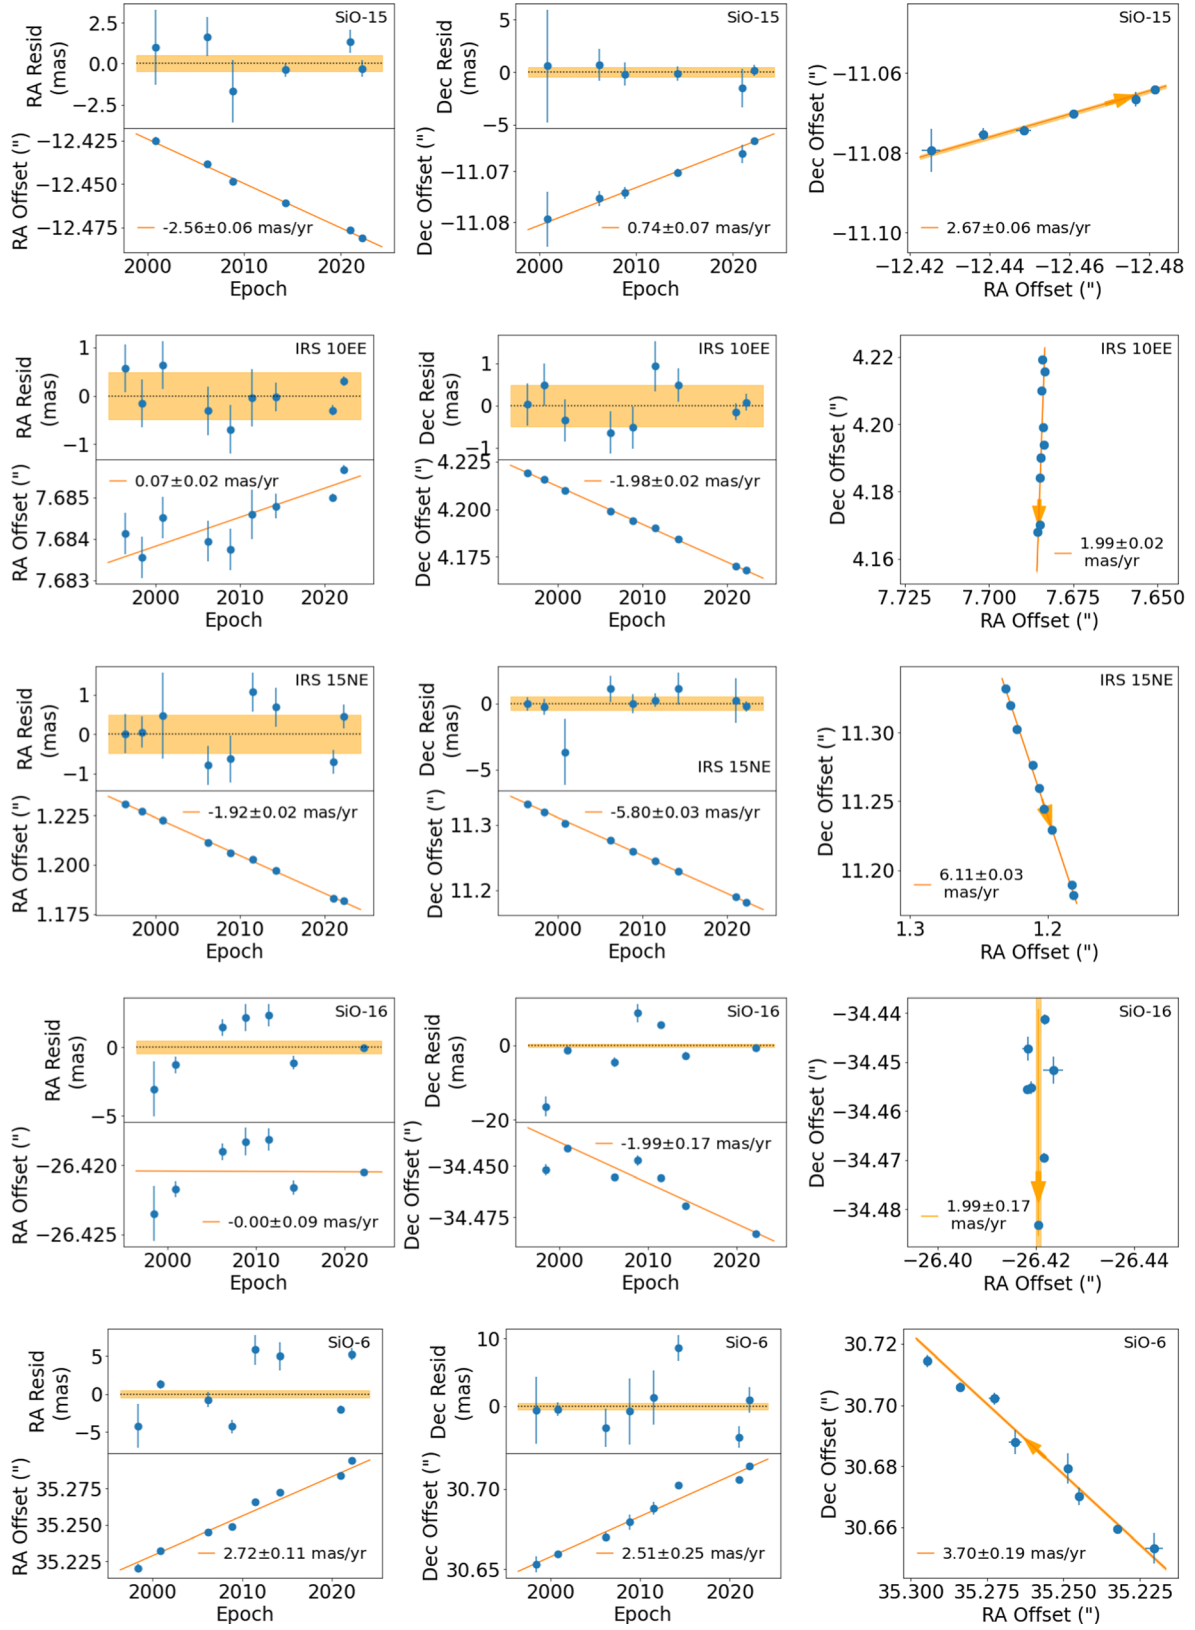 SiO-15
RA Resid
(mas)
2.5
0.0
−2.5
RA Offset (")
−12.425
−12.450
−12.475
-2.56±0.06 mas/yr
2000 2010 2020
Epoch
SiO-15
Dec Resid
(mas)
5
0
−5
Dec Offset (")
−11.07
−11.08
0.74±0.07 mas/yr
2000 2010 2020
Epoch
SiO-15
Dec Offset (")
−11.06
−11.08
−11.10
2.67±0.06 mas/yr
−12.42 −12.44 −12.46 −12.48
RA Offset (")
IRS 10EE
RA Resid
(mas)
1
0
−1
RA Offset (")
7.685
7.684
7.683
0.07±0.02 mas/yr
2000 2010 2020
Epoch
IRS 10EE
Dec Resid
(mas)
1
0
−1
Dec Offset (")
4.225
4.200
4.175
-1.98±0.02 mas/yr
2000 2010 2020
Epoch
IRS 10EE
Dec Offset (")
4.22
4.20
4.18
4.16
1.99±0.02
mas/yr
7.725 7.700 7.675 7.650
RA Offset (")
IRS 15NE
RA Resid
(mas)
1
0
−1
RA Offset (")
1.225
1.200
1.175
-1.92±0.02 mas/yr
2000 2010 2020
Epoch
Dec Resid
(mas)
0
−5
IRS 15NE
Dec Offset (")
11.3
11.2
-5.80±0.03 mas/yr
2000 2010 2020
Epoch
IRS 15NE
Dec Offset (")
11.30
11.25
11.20
6.11±0.03
mas/yr
1.3 1.2
RA Offset (")
SiO-16
RA Resid
(mas)
0
−5
RA Offset (")
−26.420
−26.425
-0.00±0.09 mas/yr
2000 2010 2020
Epoch
SiO-16
Dec Resid
(mas)
0
−20
Dec Offset (")
−34.450
−34.475
-1.99±0.17 mas/yr
2000 2010 2020
Epoch
SiO-16
Dec Offset (")
−34.44
−34.45
−34.46
−34.47
−34.48
1.99±0.17
mas/yr
−26.40 −26.42 −26.44
RA Offset (")
SiO-6
RA Resid
(mas)
5
0
−5
RA Offset (")
35.275
35.250
35.225
2.72±0.11 mas/yr
2000 2010 2020
Epoch
SiO-6
Dec Resid
(mas)
10
0
Dec Offset (")
30.70
30.65
2.51±0.25 mas/yr
2000 2010 2020
Epoch
SiO-6
Dec Offset (")
30.72
30.70
30.68
30.66
3.70±0.19 mas/yr
35.300 35.275 35.250 35.225
RA Offset (")